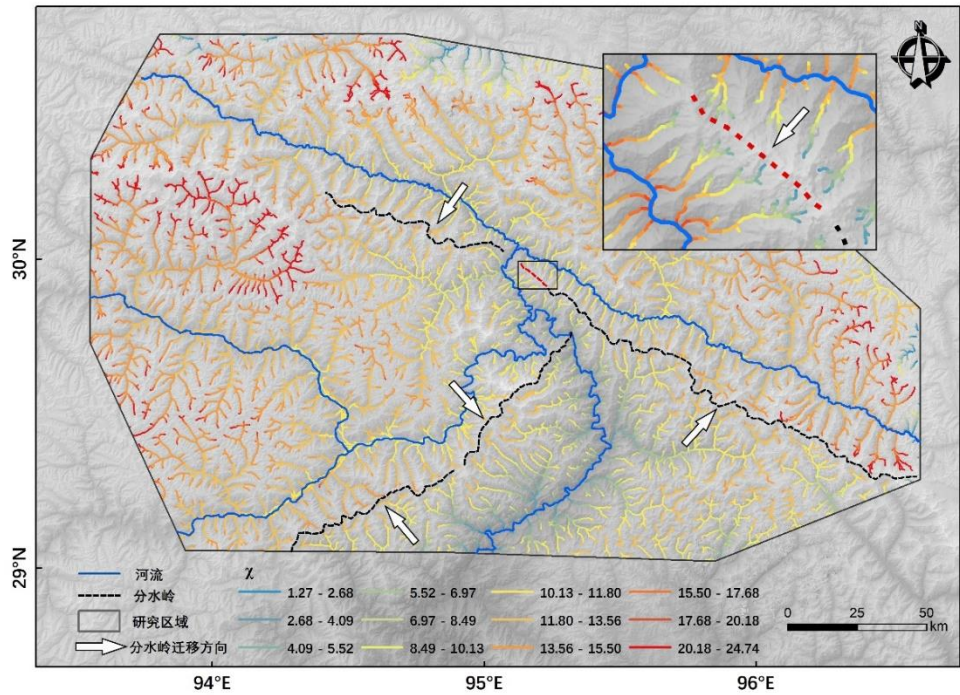 N
30°N
29°N
河流
分水岭
研究区域
分水岭迁移方向
χ
1.27 - 2.68
2.68 - 4.09
4.09 - 5.52
5.52 - 6.97
6.97 - 8.49
8.49 - 10.13
10.13 - 11.80
11.80 - 13.56
13.56 - 15.50
15.50 - 17.68
17.68 - 20.18
20.18 - 24.74
0 25 50
km
94°E 95°E 96°E